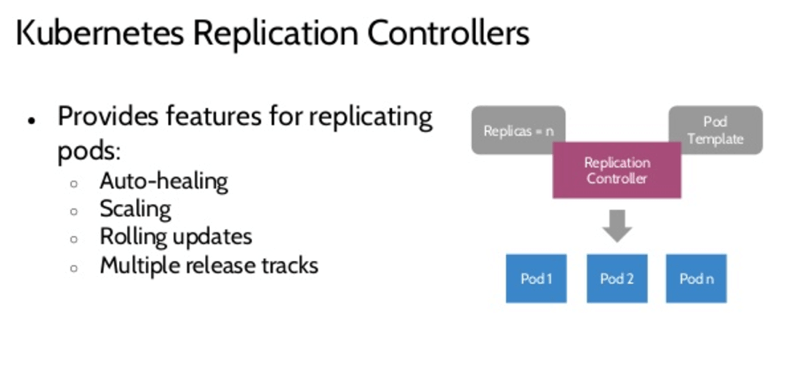 Kubernetes Replication Controllers
• Provides features for replicating
pods:
○ Auto-healing
○ Scaling
○ Rolling updates
○ Multiple release tracks
Replicas = n
Pod
Template
Replication
Controller
Pod 1
Pod 2
Pod n